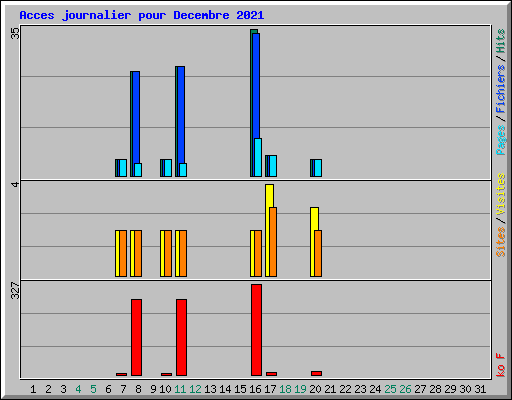 Acces journalier pour Decembre 2021
35
Pages / Fichiers / Hits
4
Sites / Visites
327
Ko F
1 2 3 4 5 6 7 8 9 10 11 12 13 14 15 16 17 18 19 20 21 22 23 24 25 26 27 28 29 30 31